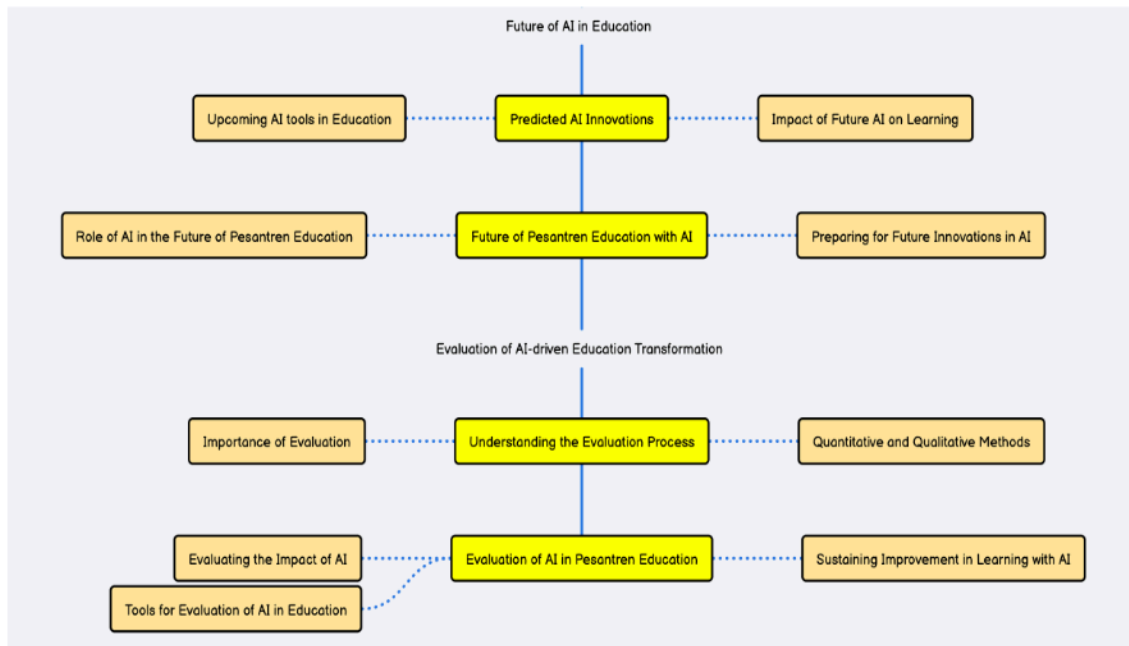 Future of AI in Education
Upcoming AI tools in Education
Predicted AI Innovations
Impact of Future AI on Learning
Role of AI in the Future of Pesantren Education
Future of Pesantren Education with AI
Preparing for Future Innovations in AI
Evaluation of AI-driven Education Transformation
Importance of Evaluation
Understanding the Evaluation Process
Quantitative and Qualitative Methods
Evaluating the Impact of AI
Evaluation of AI in Pesantren Education
Sustaining Improvement in Learning with AI
Tools for Evaluation of AI in Education